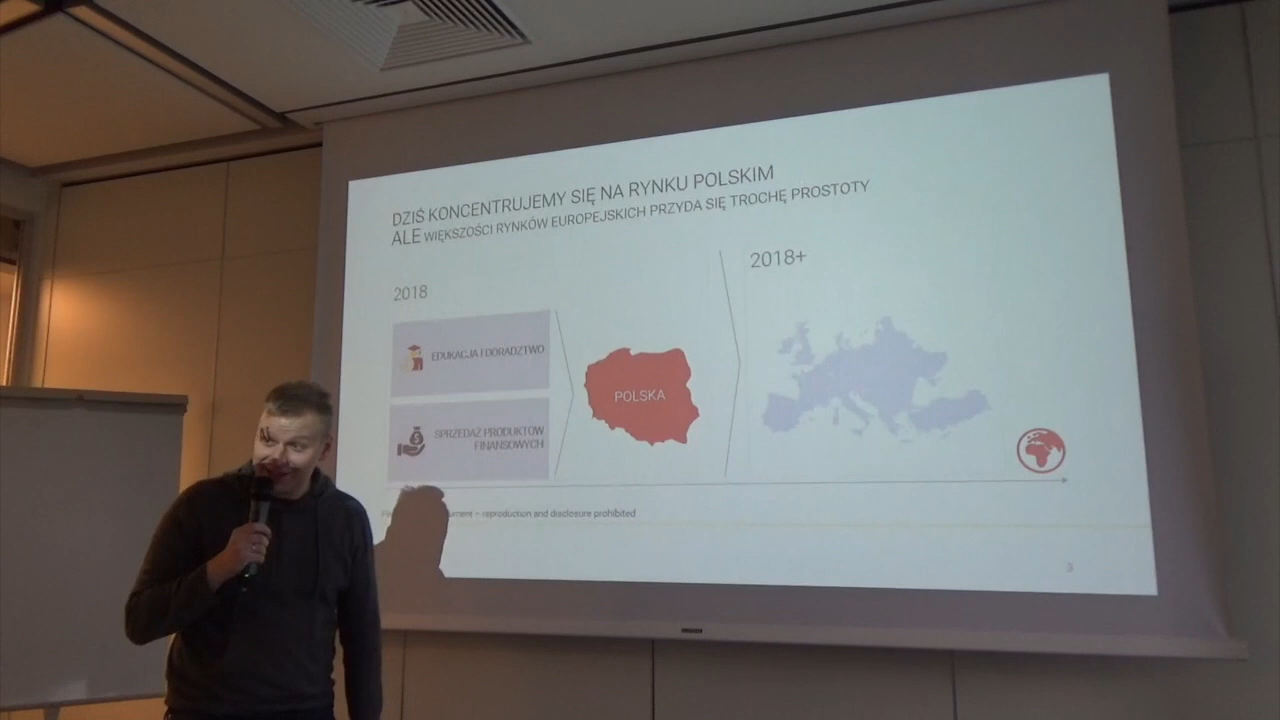 DZIŚ KONCENTRUJEMY SIĘ NA RYNKU POLSKIM
ALE WIĘKSZOŚCI RYNKÓW EUROPEJSKICH PRZYDA SIĘ TROCHĘ PROSTOTY
2018
2018+
EDUKACJA I DORADZTWO
SPRZEDAŻ PRODUKTÓW
FINANSOWYCH
POLSKA
– reproduction and disclosure prohibited
3